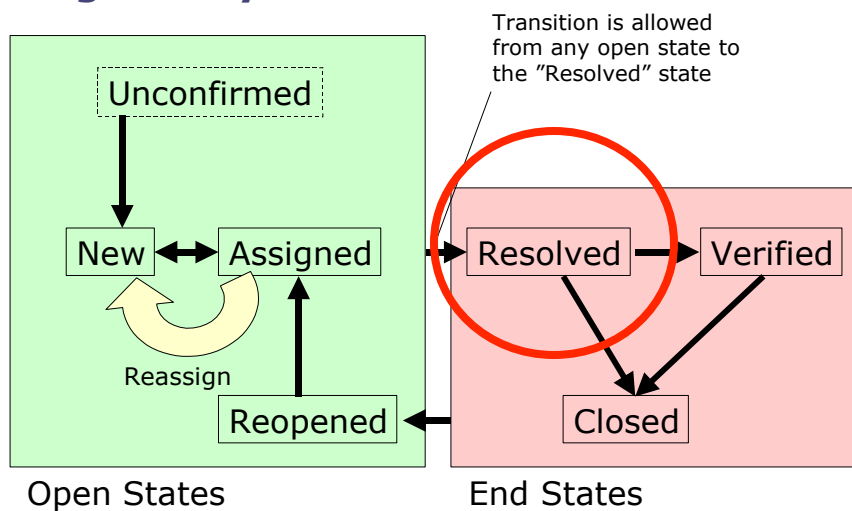 Transition is allowed
from any open state to
the ”Resolved” state
Unconfirmed
New
Assigned
Resolved
Verified
Reassign
Reopened
Closed
Open States
End States